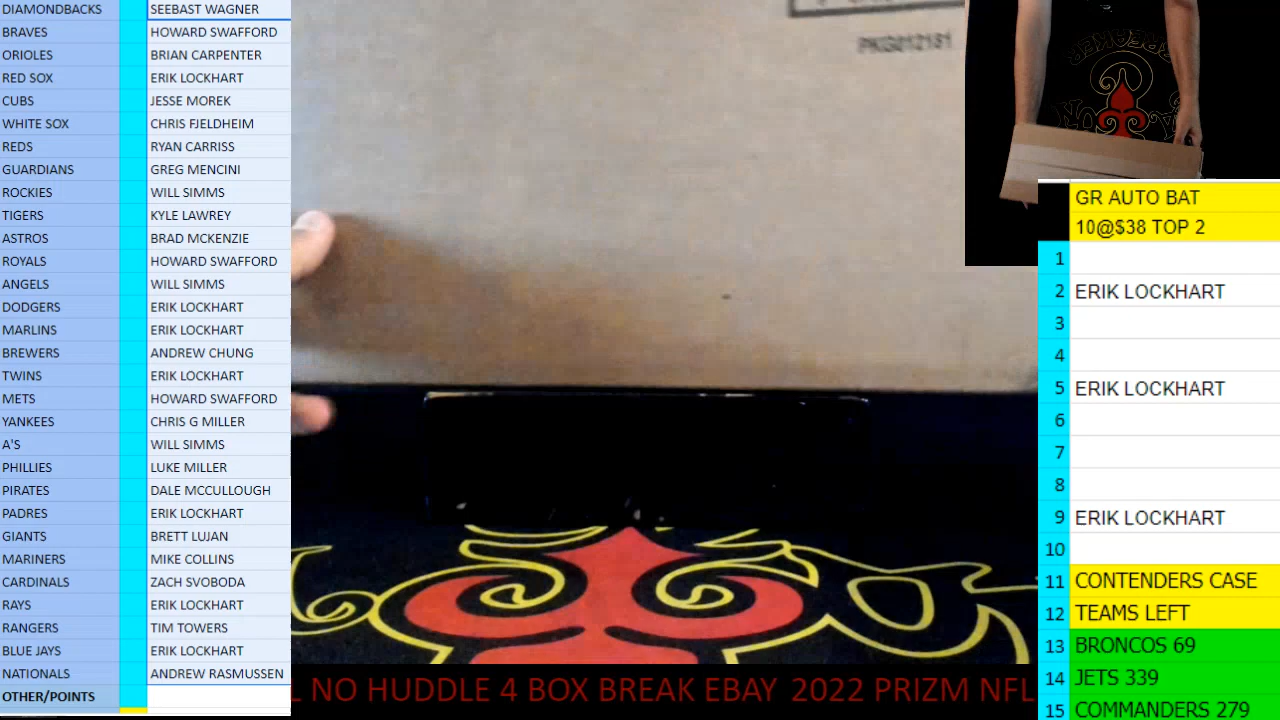 DIAMONDBACKS SEEBAST WAGNER
BRAVES HOWARD SWAFFORD
ORIOLES BRIAN CARPENTER
RED SOX ERIK LOCKHART
CUBS JESSE MOREK
WHITE SOX CHRIS FJELDHEIM
REDS RYAN CARRISS
GUARDIANS GREG MENCINI
ROCKIES WILL SIMMS
TIGERS KYLE LAWREY
ASTROS BRAD MCKENZIE
ROYALS HOWARD SWAFFORD
ANGELS WILL SIMMS
DODGERS ERIK LOCKHART
MARLINS ERIK LOCKHART
BREWERS ANDREW CHUNG
TWINS ERIK LOCKHART
METS HOWARD SWAFFORD
YANKEES CHRIS G MILLER
A'S WILL SIMMS
PHILLIES LUKE MILLER
PIRATES DALE MCCULLOUGH
PADRES ERIK LOCKHART
GIANTS BRETT LUJAN
MARINERS MIKE COLLINS
CARDINALS ZACH SVOBODA
RAYS ERIK LOCKHART
RANGERS TIM TOWERS
BLUE JAYS ERIK LOCKHART
NATIONALS ANDREW RASMUSSEN
OTHER/POINTS
GR AUTO BAT
10@$38 TOP 2
1
2 ERIK LOCKHART
3
4
5 ERIK LOCKHART
6
7
8
9 ERIK LOCKHART
10
11 CONTENDERS CASE
12 TEAMS LEFT
13 BRONCOS 69
14 JETS 339
15 COMMANDERS 279
L NO HUDDLE 4 BOX BREAK EBAY 2022 PRIZM NFL